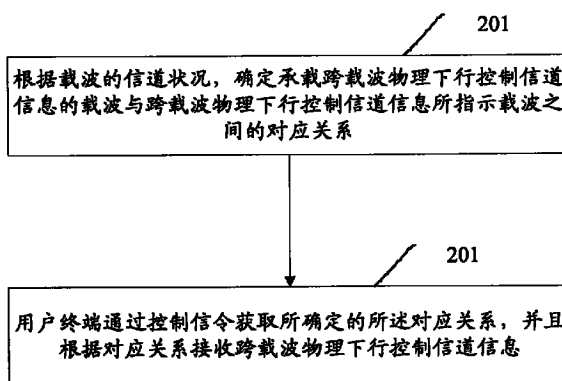 201
根据载波的信道状况，确定承载跨载波物理下行控制信道
信息的载波与跨载波物理下行控制信道信息所指示载波之
间的对应关系
201
用户终端通过控制信令获取所确定的所述对应关系，并且
根据对应关系接收跨载波物理下行控制信道信息